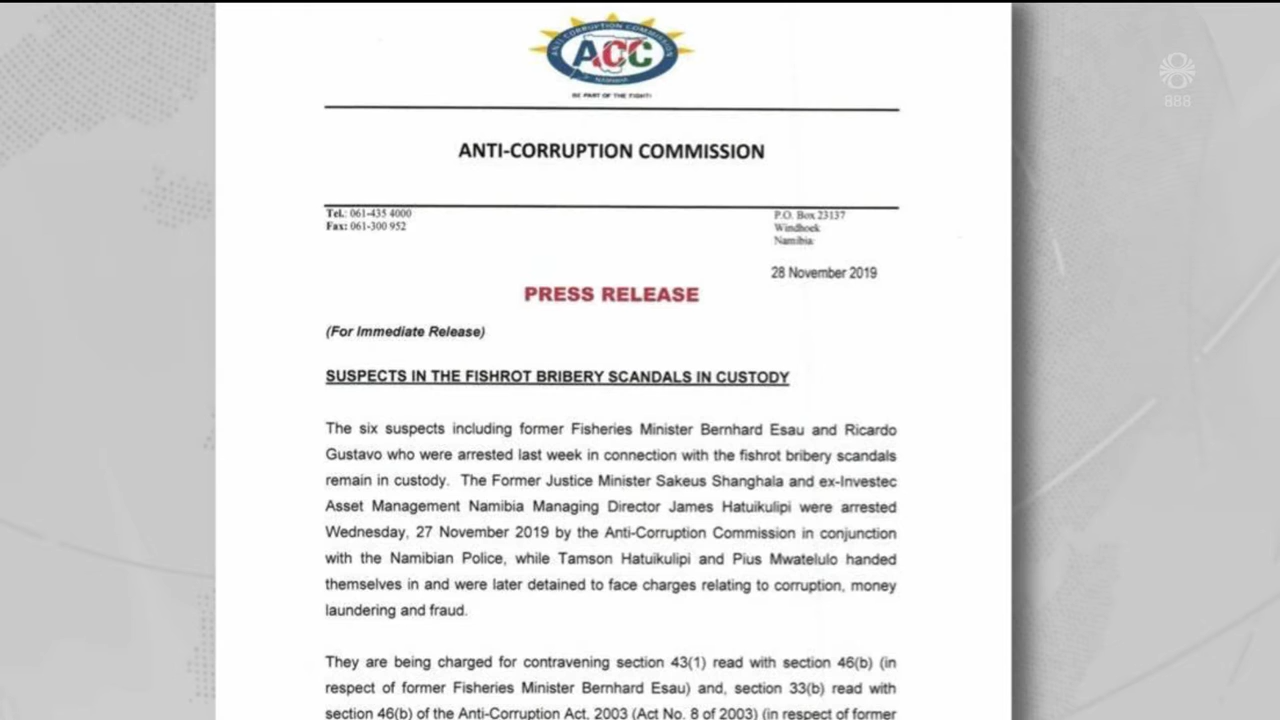 ANTI CORRUPTION COMMISSION
ACC
NAMIBIA
BE PART OF THE FIGHT!
888
ANTI-CORRUPTION COMMISSION
Tel.: 061-435 4000
Fax: 061-300 952
P.O. Box 23137
Windhoek
Namibia
28 November 2019
PRESS RELEASE
(For Immediate Release)
SUSPECTS IN THE FISHROT BRIBERY SCANDALS IN CUSTODY
The six suspects including former Fisheries Minister Bernhard Esau and Ricardo
Gustavo who were arrested last week in connection with the fishrot bribery scandals
remain in custody. The Former Justice Minister Sakeus Shanghala and ex-Investec
Asset Management Namibia Managing Director James Hatuikulipi were arrested
Wednesday, 27 November 2019 by the Anti-Corruption Commission in conjunction
with the Namibian Police, while Tamson Hatuikulipi and Pius Mwatelulo handed
themselves in and were later detained to face charges relating to corruption, money
laundering and fraud.
They are being charged for contravening section 43(1) read with section 46(b) (in
respect of former Fisheries Minister Bernhard Esau) and, section 33(b) read with
section 46(b) of the Anti-Corruption Act, 2003 (Act No. 8 of 2003) (in respect of former